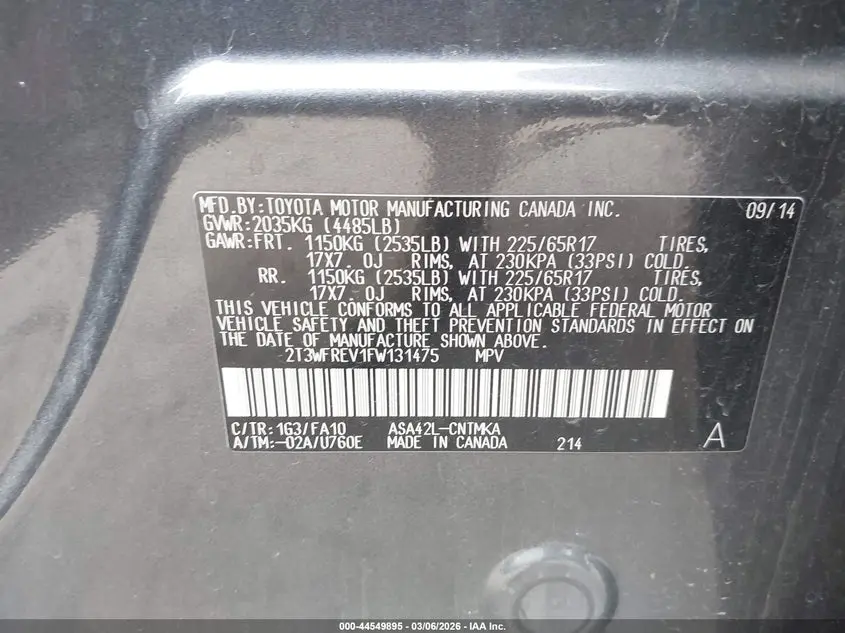 MFD.BY:TOYOTA MOTOR MANUFACTURING CANADA INC. 09/14
GVWR:2035KG (4485LB)
GAWR:FRT. 1150KG (2535LB) WITH 225/65R17 TIRES,
17X7.0J RIMS, AT 230KPA (33PSI) COLD.
RR. 1150KG (2535LB) WITH 225/65R17 TIRES,
17X7.0J RIMS, AT 230KPA (33PSI) COLD.
THIS VEHICLE CONFORMS TO ALL APPLICABLE FEDERAL MOTOR
VEHICLE SAFETY AND THEFT PREVENTION STANDARDS IN EFFECT ON
THE DATE OF MANUFACTURE SHOWN ABOVE.
2T3WFREV1FW131475 MPV
C/TR:1G3/FA10 ASA42L-CNTMKA
A/TM:-02A/U760E MADE IN CANADA 214 A
000-44549895 - 03/06/2026 - IAA Inc.